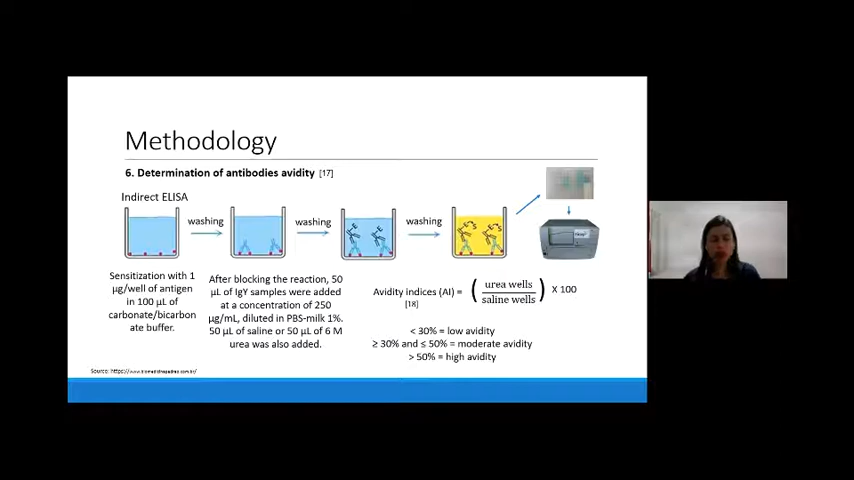 Methodology
6. Determination of antibodies avidity [17]
Indirect ELISA
washing
washing
washing
Sensitization with 1
µg/well of antigen
in 100 µL of
carbonate/bicarbon
ate buffer.
After blocking the reaction, 50
µL of IgY samples were added
at a concentration of 250
µg/mL, diluted in PBS-milk 1%.
50 µL of saline or 50 µL of 6 M
urea was also added.
Avidity indices (AI) = ( urea wells / saline wells ) X 100
[18]
< 30% = low avidity
≥ 30% and ≤ 50% = moderate avidity
> 50% = high avidity
Source: